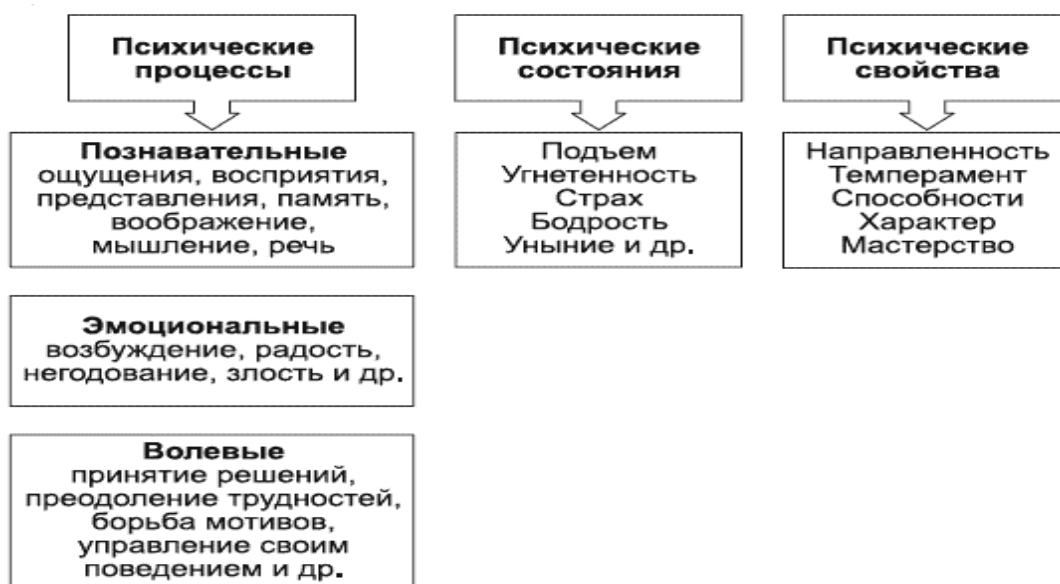 Психические
процессы
Познавательные
ощущения, восприятия,
представления, память,
воображение,
мышление, речь
Эмоциональные
возбуждение, радость,
негодование, злость и др.
Волевые
принятие решений,
преодоление трудностей,
борьба мотивов,
управление своим
поведением и др.
Психические
состояния
Подъем
Угнетенность
Страх
Бодрость
Уныние и др.
Психические
свойства
Направленность
Темперамент
Способности
Характер
Мастерство